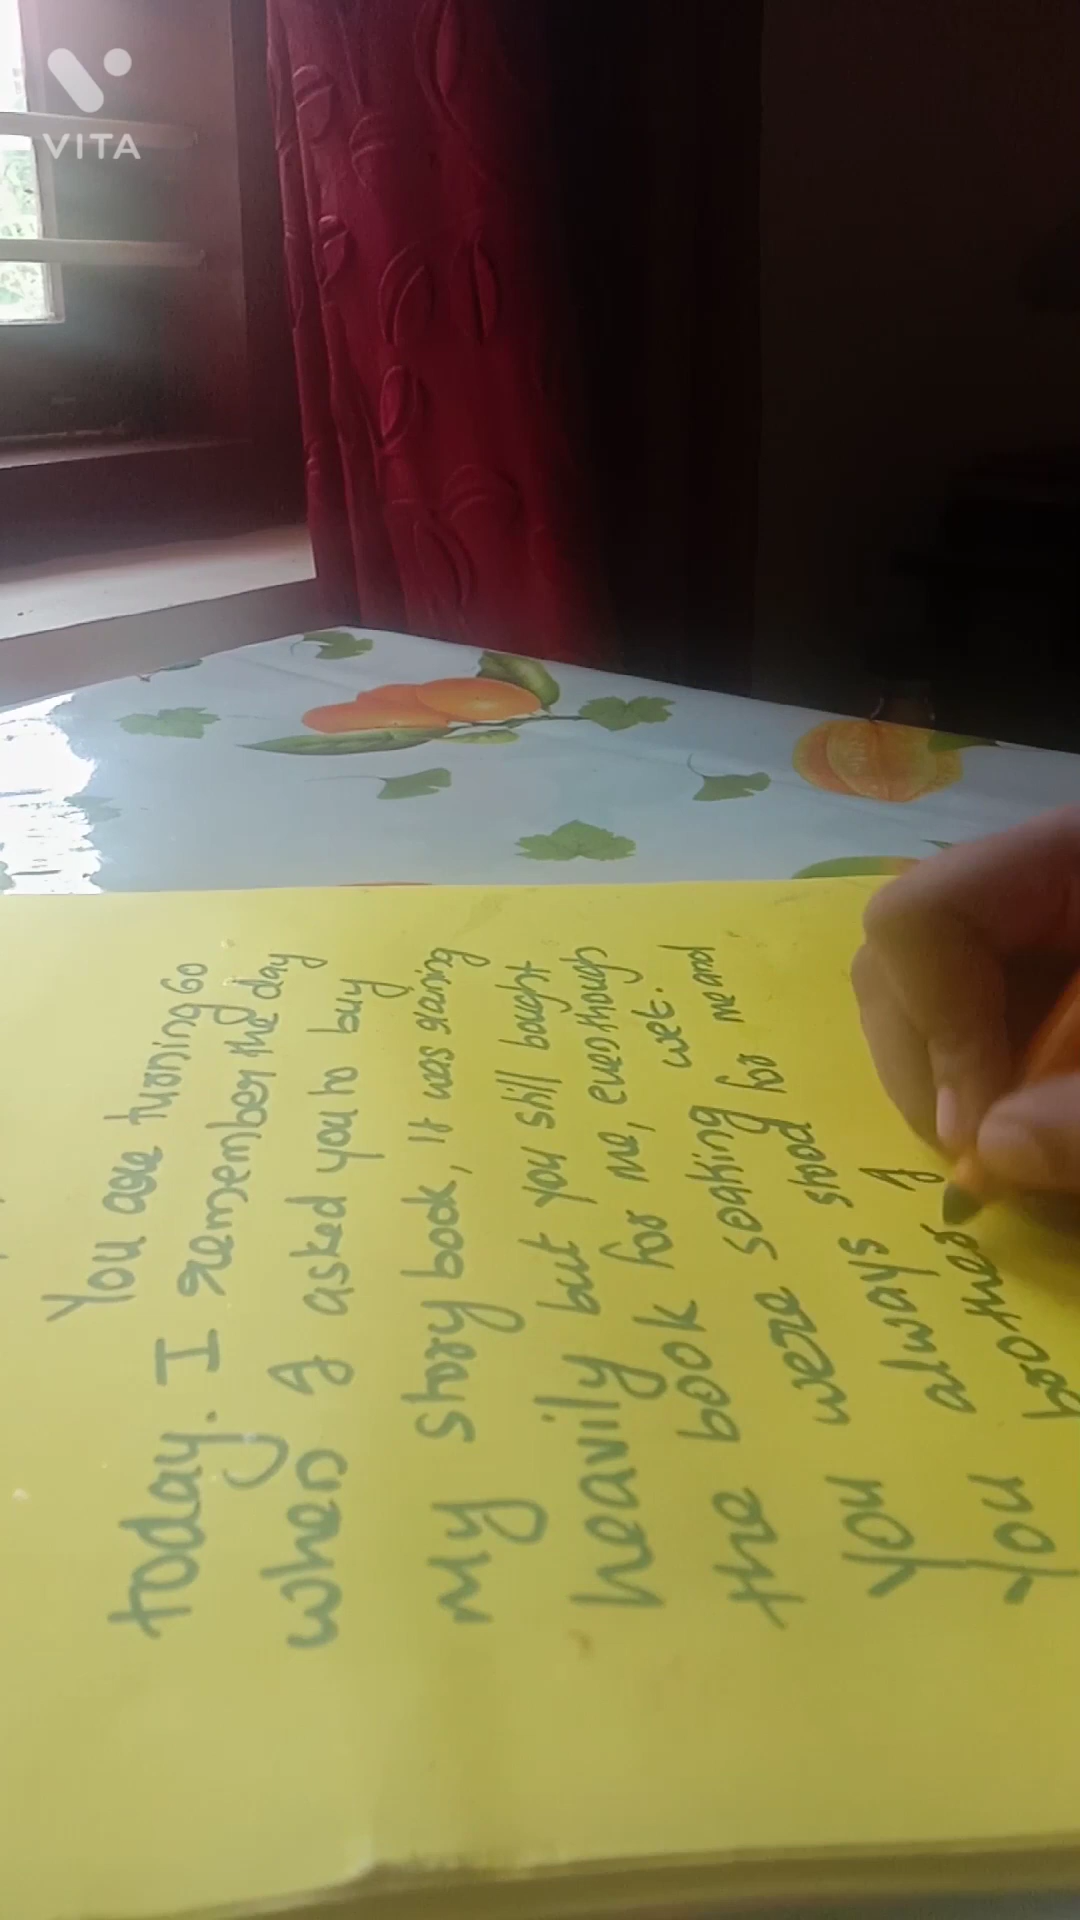 VITA
You are turning 60
today. I remember the day
when I asked you to buy
My story book, It was raining
heavily but you still bought
the book for me, even though
You were soaking wet.
You always stood for me and
brother